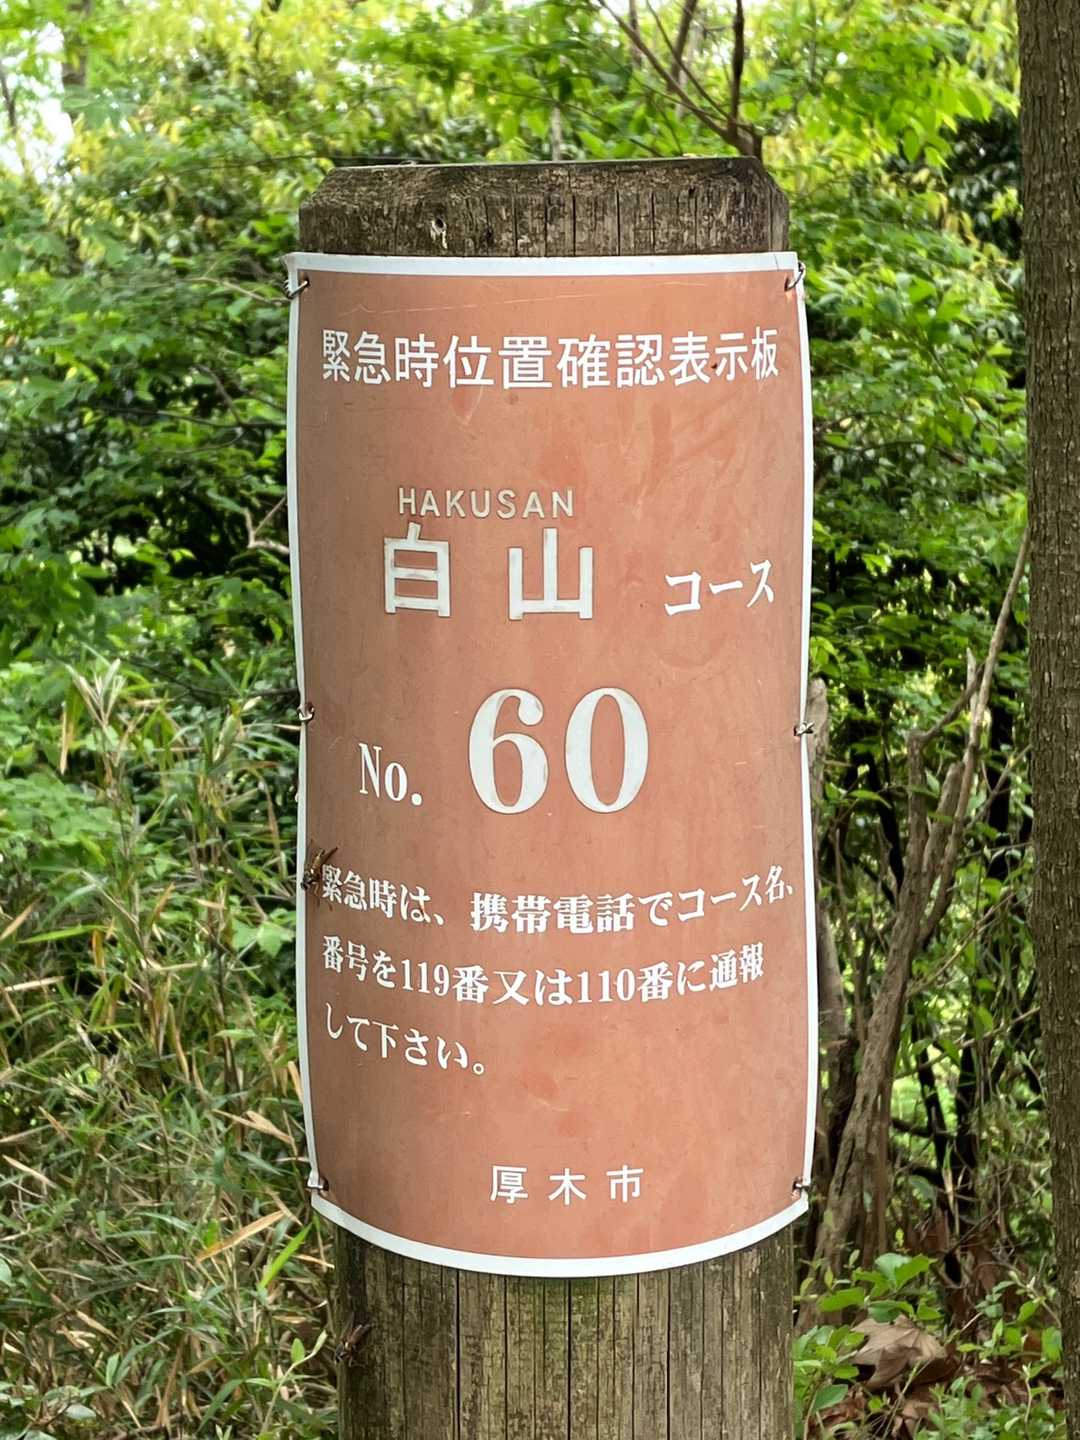 緊急時位置確認表示板
HAKUSAN
白山 コース
No. 60
緊急時は、携帯電話でコース名、
番号を119番又は110番に通報
して下さい。
厚木市